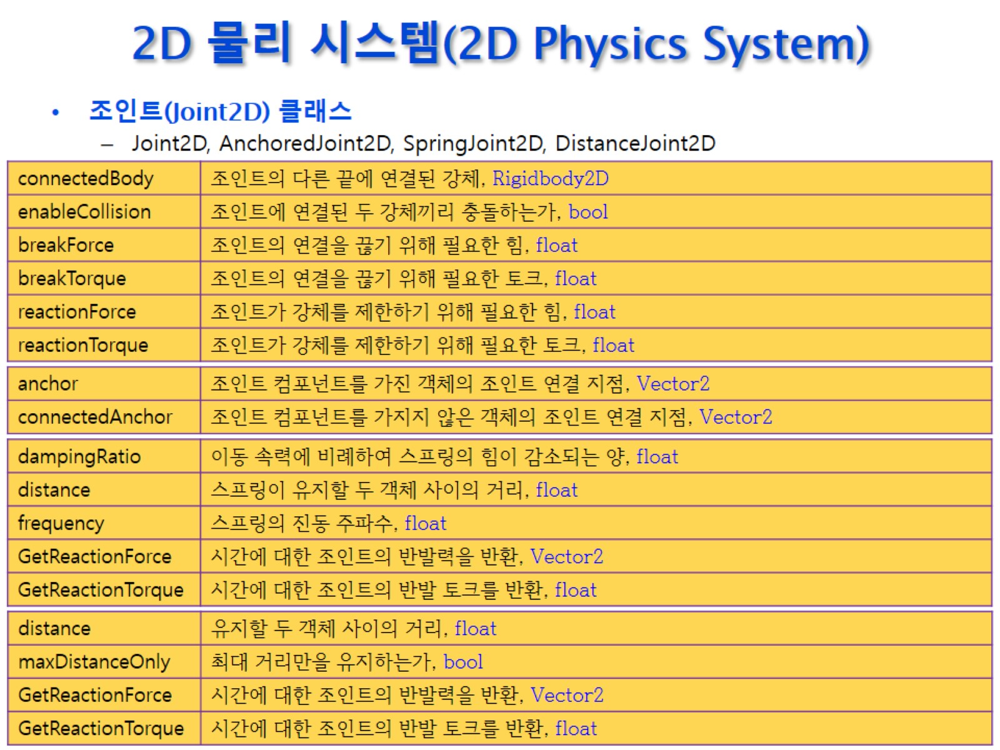 2D 물리 시스템(2D Physics System)
• 조인트(Joint2D) 클래스
– Joint2D, AnchoredJoint2D, SpringJoint2D, DistanceJoint2D
connectedBody 조인트의 다른 끝에 연결된 강체, Rigidbody2D
enableCollision 조인트에 연결된 두 강체끼리 충돌하는가, bool
breakForce 조인트의 연결을 끊기 위해 필요한 힘, float
breakTorque 조인트의 연결을 끊기 위해 필요한 토크, float
reactionForce 조인트가 강체를 제한하기 위해 필요한 힘, float
reactionTorque 조인트가 강체를 제한하기 위해 필요한 토크, float
anchor 조인트 컴포넌트를 가진 객체의 조인트 연결 지점, Vector2
connectedAnchor 조인트 컴포넌트를 가지지 않은 객체의 조인트 연결 지점, Vector2
dampingRatio 이동 속력에 비례하여 스프링의 힘이 감소되는 양, float
distance 스프링이 유지할 두 객체 사이의 거리, float
frequency 스프링의 진동 주파수, float
GetReactionForce 시간에 대한 조인트의 반발력을 반환, Vector2
GetReactionTorque 시간에 대한 조인트의 반발 토크를 반환, float
distance 유지할 두 객체 사이의 거리, float
maxDistanceOnly 최대 거리만을 유지하는가, bool
GetReactionForce 시간에 대한 조인트의 반발력을 반환, Vector2
GetReactionTorque 시간에 대한 조인트의 반발 토크를 반환, float